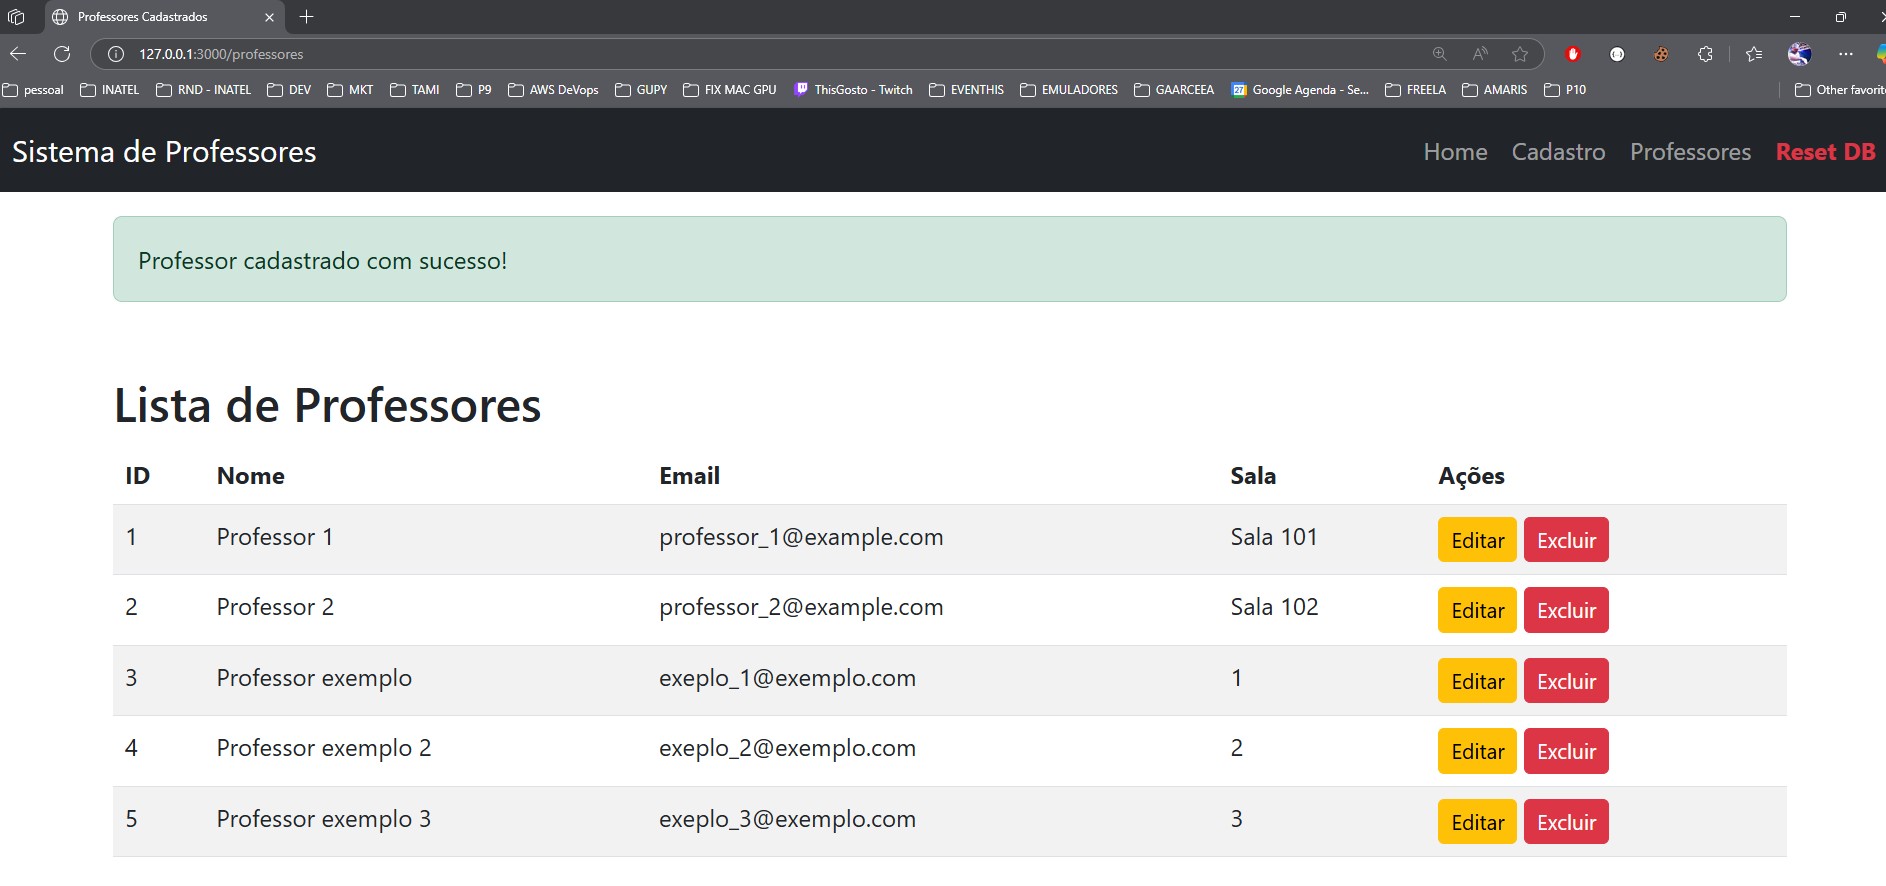 Professores Cadastrados
127.0.0.1:3000/professores
pessoal INATEL RND - INATEL DEV MKT TAMI P9 AWS DevOps GUPY FIX MAC GPU ThisGosto - Twitch EVENTHIS EMULADORES GAARCEEA 27 Google Agenda - Se... FREELA AMARIS P10 Other favorit
Sistema de Professores Home Cadastro Professores Reset DB
Professor cadastrado com sucesso!
Lista de Professores
ID Nome Email Sala Ações
1 Professor 1 professor_1@example.com Sala 101 Editar Excluir
2 Professor 2 professor_2@example.com Sala 102 Editar Excluir
3 Professor exemplo exeplo_1@exemplo.com 1 Editar Excluir
4 Professor exemplo 2 exeplo_2@exemplo.com 2 Editar Excluir
5 Professor exemplo 3 exeplo_3@exemplo.com 3 Editar Excluir